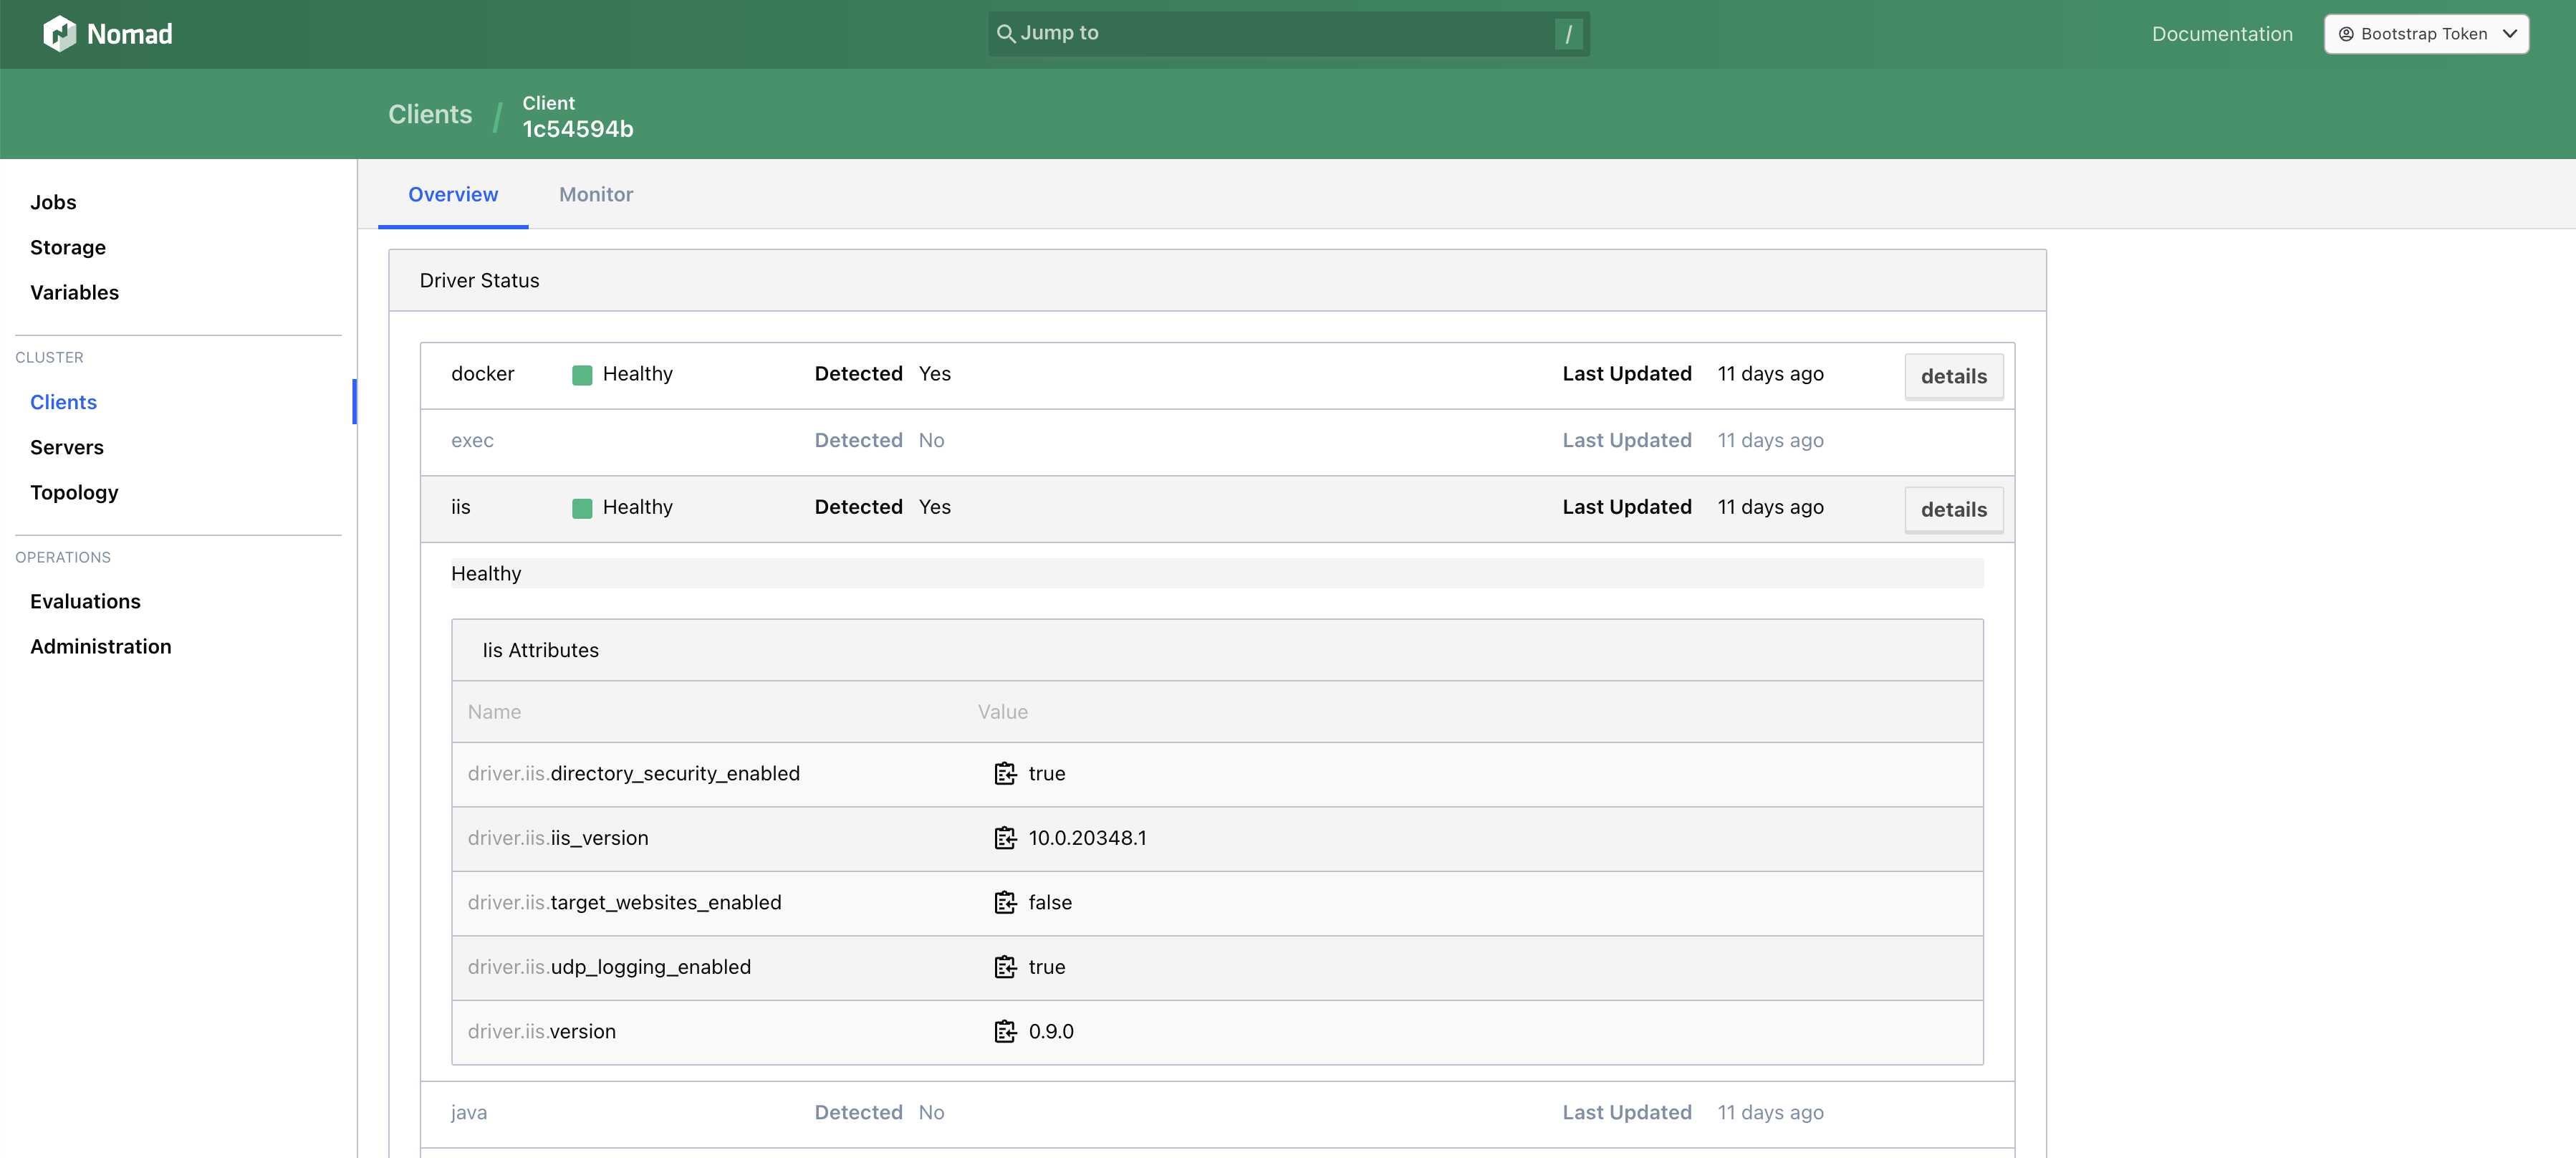 Nomad
Jump to /
Documentation
Bootstrap Token
Clients / Client
1c54594b
Jobs
Storage
Variables
CLUSTER
Clients
Servers
Topology
OPERATIONS
Evaluations
Administration
Overview Monitor
Driver Status
docker Healthy Detected Yes Last Updated 11 days ago details
exec Detected No Last Updated 11 days ago
iis Healthy Detected Yes Last Updated 11 days ago details
Healthy
Iis Attributes
Name Value
driver.iis.directory_security_enabled true
driver.iis.iis_version 10.0.20348.1
driver.iis.target_websites_enabled false
driver.iis.udp_logging_enabled true
driver.iis.version 0.9.0
java Detected No Last Updated 11 days ago